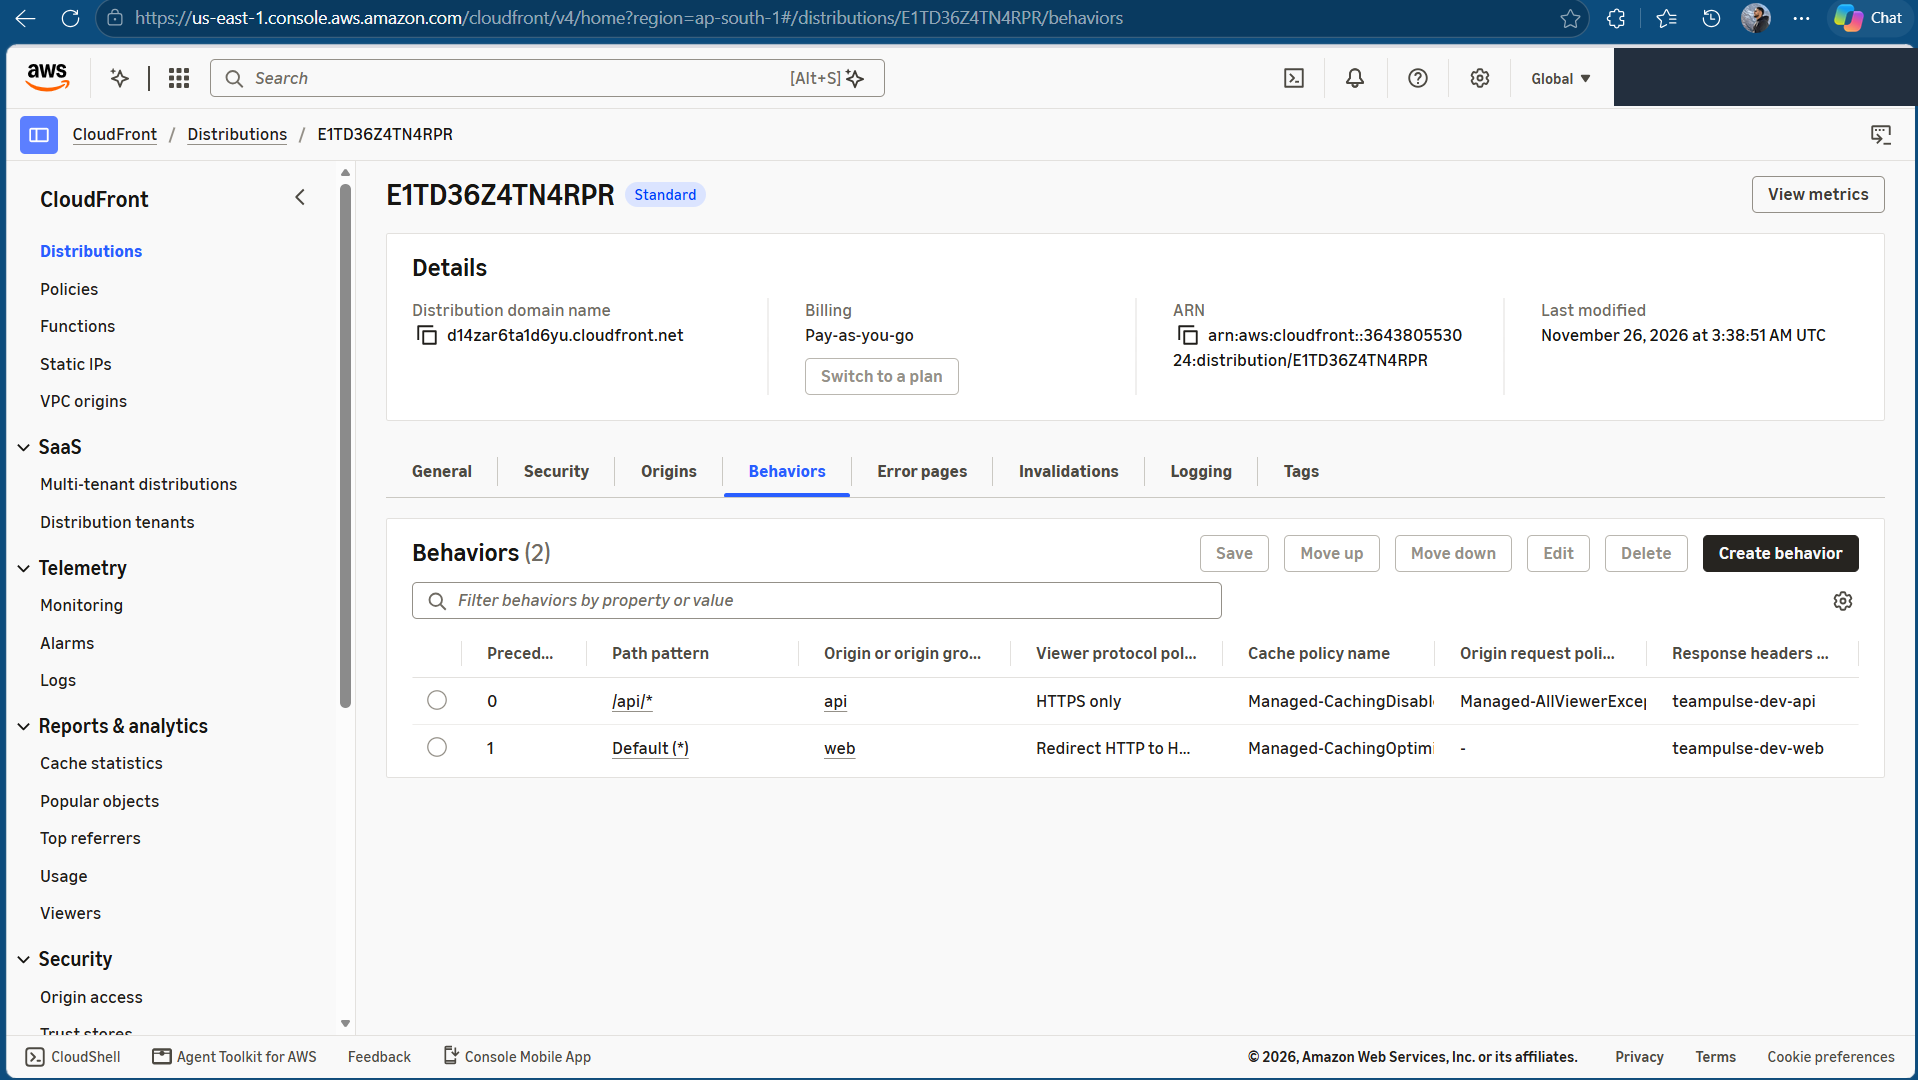 https://us-east-1.console.aws.amazon.com/cloudfront/v4/home?region=ap-south-1#/distributions/E1TD36Z4TN4RPR/behaviors
Chat
aws
Search
[Alt+S]
Global
CloudFront / Distributions / E1TD36Z4TN4RPR
CloudFront
Distributions
Policies
Functions
Static IPs
VPC origins
SaaS
Multi-tenant distributions
Distribution tenants
Telemetry
Monitoring
Alarms
Logs
Reports & analytics
Cache statistics
Popular objects
Top referrers
Usage
Viewers
Security
Origin access
Trust stores
E1TD36Z4TN4RPR Standard
View metrics
Details
Distribution domain name
d14zar6ta1d6yu.cloudfront.net
Billing
Pay-as-you-go
Switch to a plan
ARN
arn:aws:cloudfront::3643805530
24:distribution/E1TD36Z4TN4RPR
Last modified
November 26, 2026 at 3:38:51 AM UTC
General Security Origins Behaviors Error pages Invalidations Logging Tags
Behaviors (2)
Save Move up Move down Edit Delete Create behavior
Filter behaviors by property or value
Preced... Path pattern Origin or origin gro... Viewer protocol pol... Cache policy name Origin request poli... Response headers ...
0 /api/* api HTTPS only Managed-CachingDisabl Managed-AllViewerExcep teampulse-dev-api
1 Default (*) web Redirect HTTP to H... Managed-CachingOptimi - teampulse-dev-web
CloudShell Agent Toolkit for AWS Feedback Console Mobile App
© 2026, Amazon Web Services, Inc. or its affiliates. Privacy Terms Cookie preferences